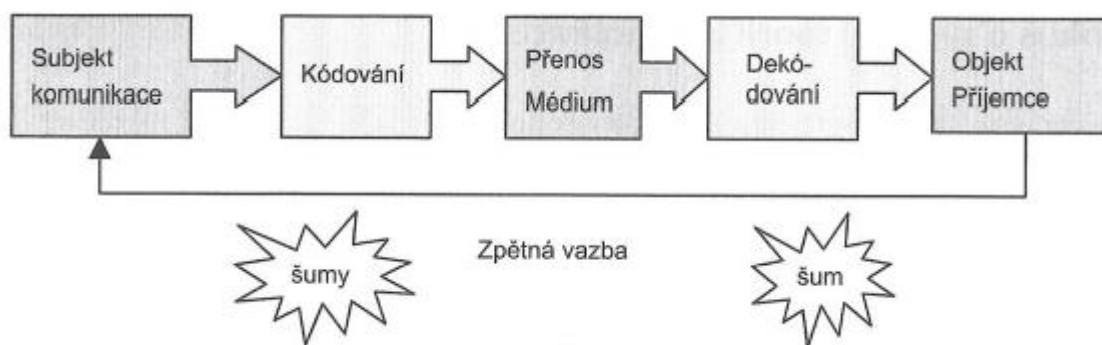 Subjekt
komunikace
Kódování
Přenos
Médium
Dekó-
dování
Objekt
Příjemce
Zpětná vazba
šumy
šum